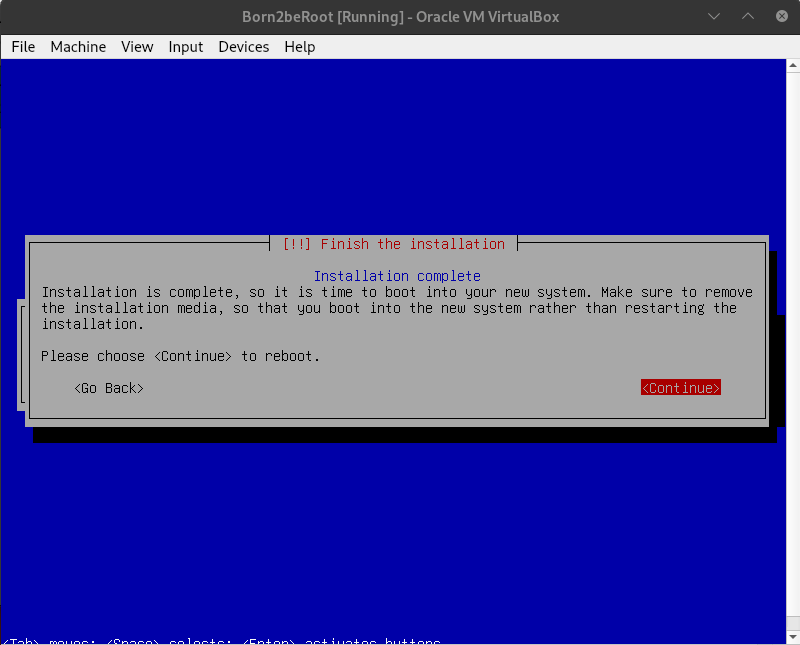 Born2beRoot [Running] - Oracle VM VirtualBox
File Machine View Input Devices Help
[!!] Finish the installation
Installation complete
Installation is complete, so it is time to boot into your new system. Make sure to remove
the installation media, so that you boot into the new system rather than restarting the
installation.
Please choose <Continue> to reboot.
<Go Back> <Continue>
<Tab> moves; <Space> selects; <Enter> activates buttons